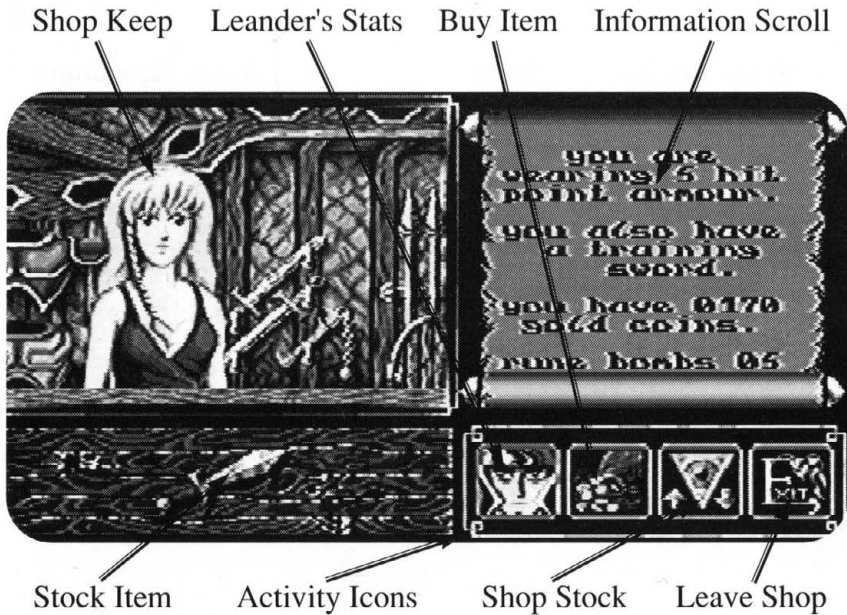 Shop Keep Leander's Stats Buy Item Information Scroll
you are
wearing 5 hit
point armour.
you also have
a training
sword.
you have 0170
gold coins.
rune bombs 05
EXIT
Stock Item Activity Icons Shop Stock Leave Shop